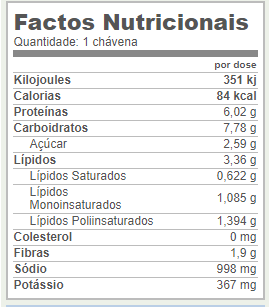 Factos Nutricionais
Quantidade: 1 chávena
por dose
Kilojoules 351 kj
Calorias 84 kcal
Proteínas 6,02 g
Carboidratos 7,78 g
Açúcar 2,59 g
Lípidos 3,36 g
Lípidos Saturados 0,622 g
Lípidos
Monoinsaturados 1,085 g
Lípidos Poliinsaturados 1,394 g
Colesterol 0 mg
Fibras 1,9 g
Sódio 998 mg
Potássio 367 mg